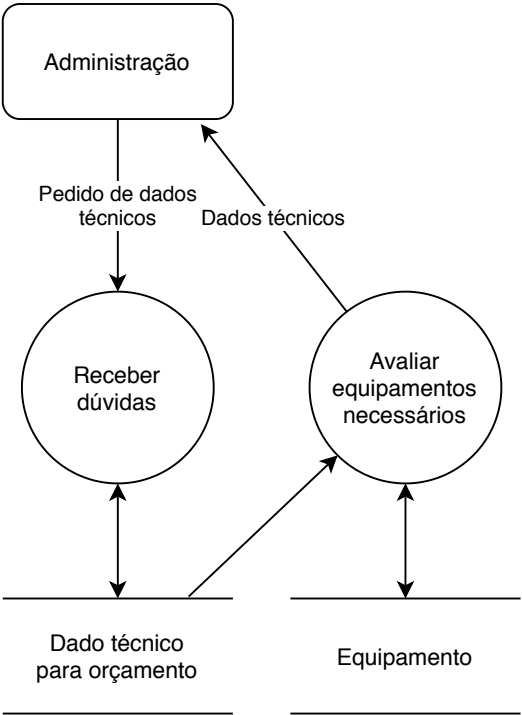 Administração
Pedido de dados
técnicos
Dados técnicos
Receber
dúvidas
Avaliar
equipamentos
necessários
Dado técnico
para orçamento
Equipamento